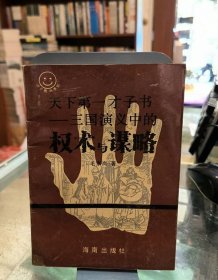 天下第一才子书
——三国演义中的
权术与谋略
海南出版社